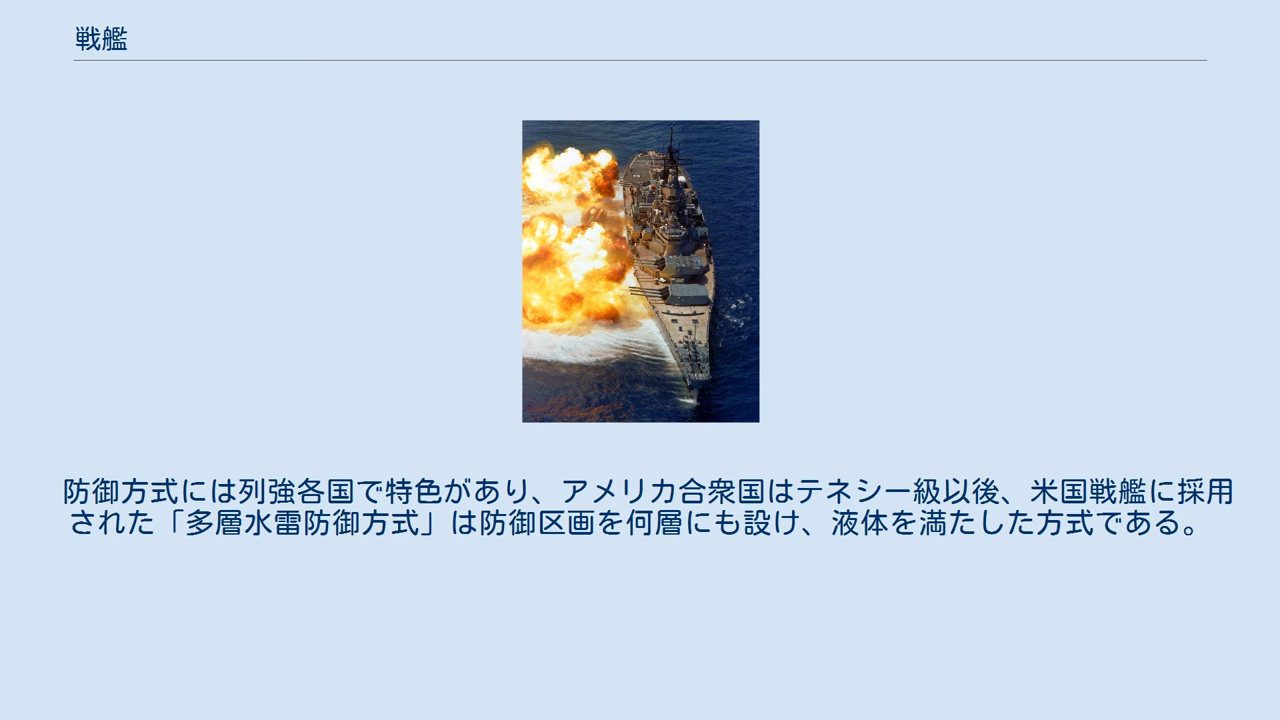 戦艦
防御方式には列強各国で特色があり、アメリカ合衆国はテネシー級以後、米国戦艦に採用
された「多層水雷防御方式」は防御区画を何層にも設け、液体を満たした方式である。